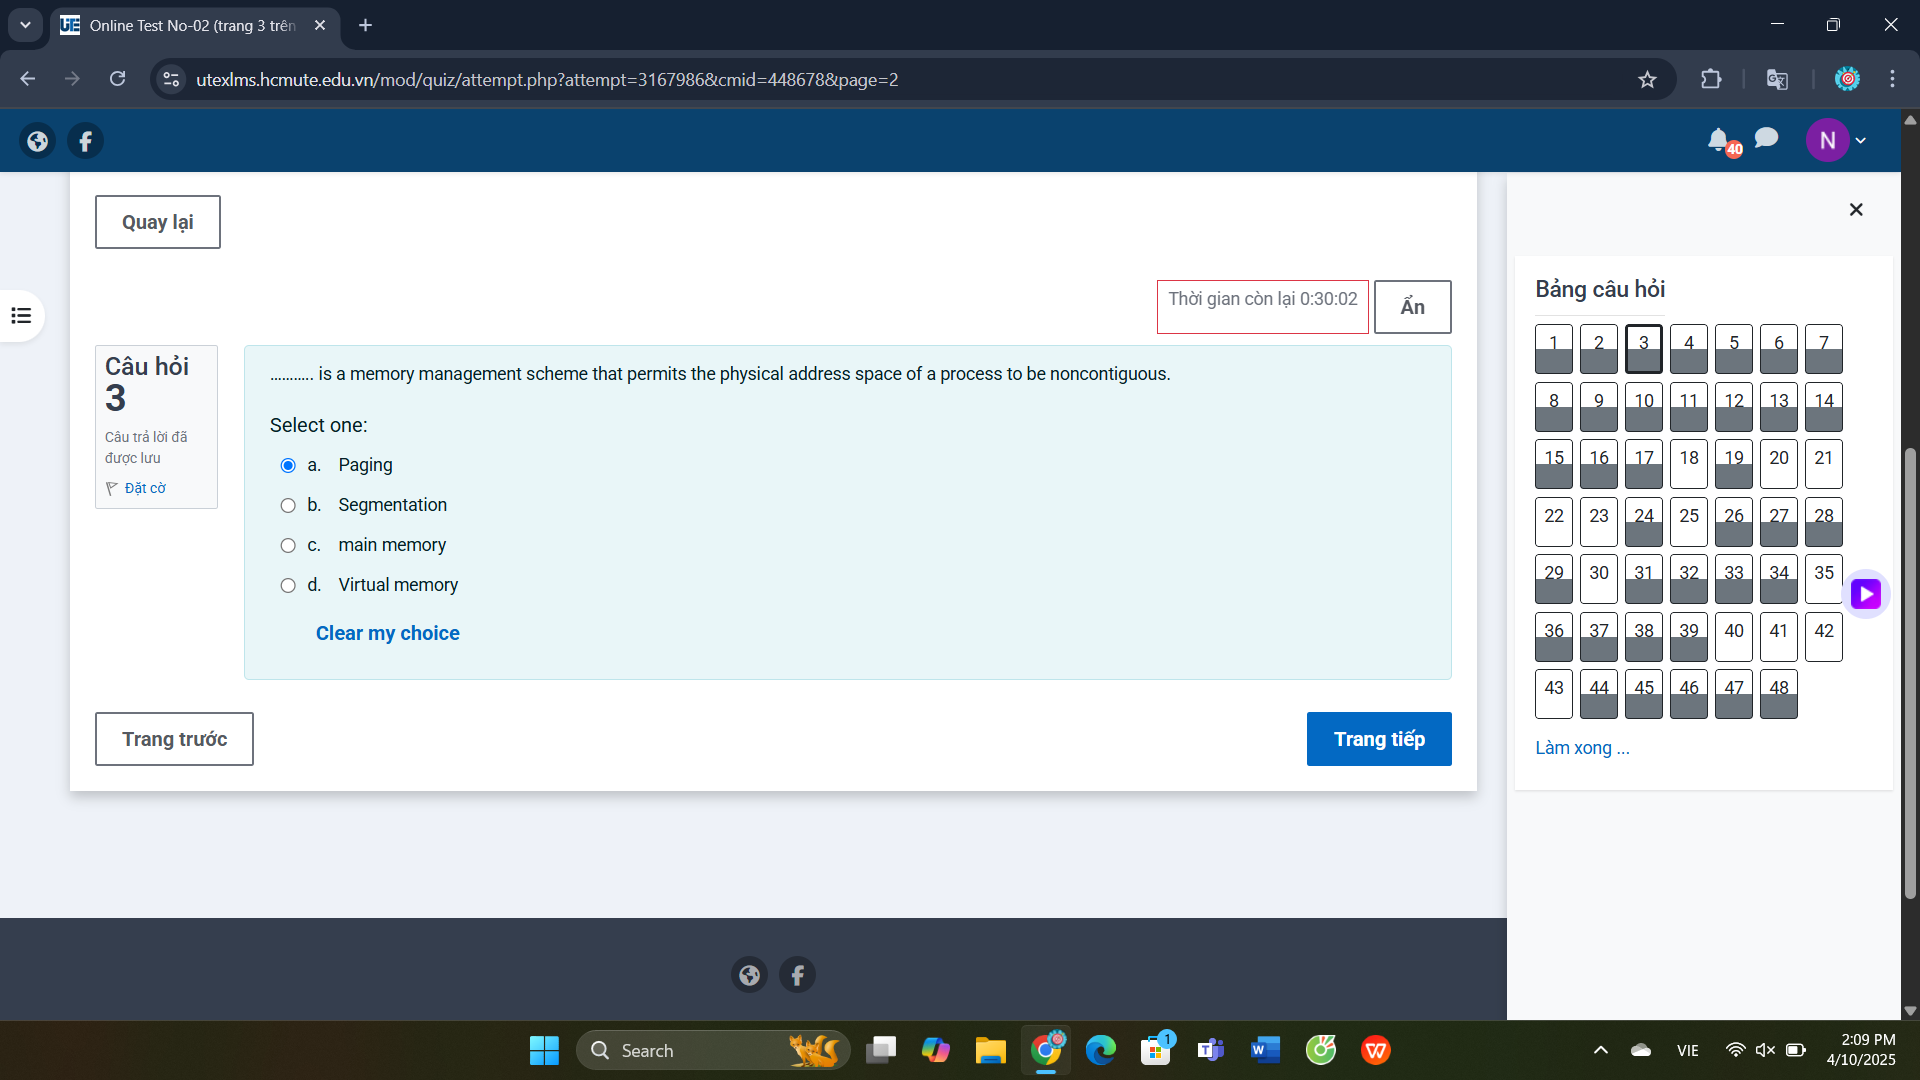 Online Test No-02 (trang 3 trên
utexlms.hcmute.edu.vn/mod/quiz/attempt.php?attempt=3167986&cmid=448678&page=2
40
N
Quay lại
Thời gian còn lại 0:30:02
Ẩn
Câu hỏi
3
Câu trả lời đã
được lưu
Đặt cờ
........... is a memory management scheme that permits the physical address space of a process to be noncontiguous.
Select one:
a. Paging
b. Segmentation
c. main memory
d. Virtual memory
Clear my choice
Trang trước
Trang tiếp
Bảng câu hỏi
1 2 3 4 5 6 7
8 9 10 11 12 13 14
15 16 17 18 19 20 21
22 23 24 25 26 27 28
29 30 31 32 33 34 35
36 37 38 39 40 41 42
43 44 45 46 47 48
Làm xong ...
Search
1
VIE
2:09 PM
4/10/2025